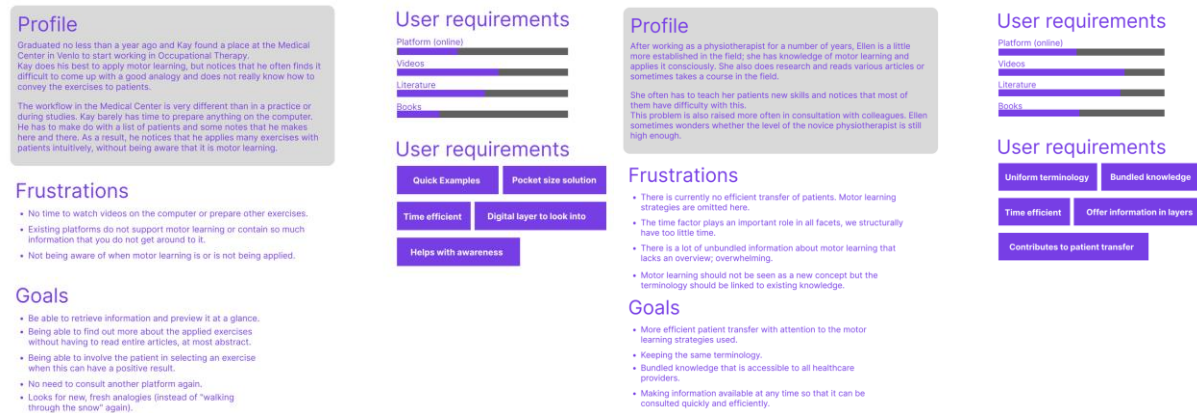 Profile
Graduated no less than a year ago and Kay found a place at the Medical
Center in Venlo to start working in Occupational Therapy.
Kay does his best to apply motor learning, but notices that he often finds it
difficult to come up with a good analogy and does not really know how to
convey the exercises to patients.
The workflow in the Medical Center is very different than in a practice or
during studies. Kay barely has time to prepare anything on the computer.
He has to make do with a list of patients and some notes that he makes
here and there. As a result, he notices that he applies many exercises with
patients intuitively, without being aware that it is motor learning.
Frustrations
• No time to watch videos on the computer or prepare other exercises.
• Existing platforms do not support motor learning or contain so much
information that you do not get around to it.
• Not being aware of when motor learning is or is not being applied.
Goals
• Be able to retrieve information and preview it at a glance.
• Being able to find out more about the applied exercises
without having to read entire articles, at most abstract.
• Being able to involve the patient in selecting an exercise
when this can have a positive result.
• No need to consult another platform again.
• Looks for new, fresh analogies (instead of "walking
through the snow" again).
User requirements
Platform (online)
Videos
Literature
Books
User requirements
Quick Examples
Pocket size solution
Time efficient
Digital layer to look into
Helps with awareness
Profile
After working as a physiotherapist for a number of years, Ellen is a little
more established in the field; she has knowledge of motor learning and
applies it consciously. She also does research and reads various articles or
sometimes takes a course in the field.
She often has to teach her patients new skills and notices that most of
them have difficulty with this.
This problem is also raised more often in consultation with colleagues. Ellen
sometimes wonders whether the level of the novice physiotherapist is still
high enough.
Frustrations
• There is currently no efficient transfer of patients. Motor learning
strategies are omitted here.
• The time factor plays an important role in all facets, we structurally
have too little time.
• There is a lot of unbundled information about motor learning that
lacks an overview; overwhelming.
• Motor learning should not be seen as a new concept but the
terminology should be linked to existing knowledge.
Goals
• More efficient patient transfer with attention to the motor
learning strategies used.
• Keeping the same terminology.
• Bundled knowledge that is accessible to all healthcare
providers.
• Making information available at any time so that it can be
consulted quickly and efficiently.
User requirements
Platform (online)
Videos
Literature
Books
User requirements
Uniform terminology
Bundled knowledge
Time efficient
Offer information in layers
Contributes to patient transfer